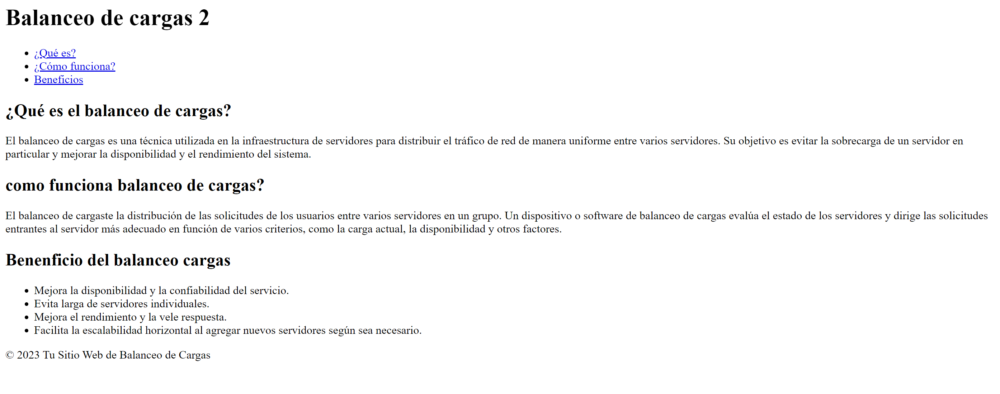 Balanceo de cargas 2
¿Qué es?
¿Cómo funciona?
Beneficios
¿Qué es el balanceo de cargas?
El balanceo de cargas es una técnica utilizada en la infraestructura de servidores para distribuir el tráfico de red de manera uniforme entre varios servidores. Su objetivo es evitar la sobrecarga de un servidor en
particular y mejorar la disponibilidad y el rendimiento del sistema.
como funciona balanceo de cargas?
El balanceo de cargaste la distribución de las solicitudes de los usuarios entre varios servidores en un grupo. Un dispositivo o software de balanceo de cargas evalúa el estado de los servidores y dirige las solicitudes
entrantes al servidor más adecuado en función de varios criterios, como la carga actual, la disponibilidad y otros factores.
Benenficio del balanceo cargas
Mejora la disponibilidad y la confiabilidad del servicio.
Evita larga de servidores individuales.
Mejora el rendimiento y la vele respuesta.
Facilita la escalabilidad horizontal al agregar nuevos servidores según sea necesario.
© 2023 Tu Sitio Web de Balanceo de Cargas